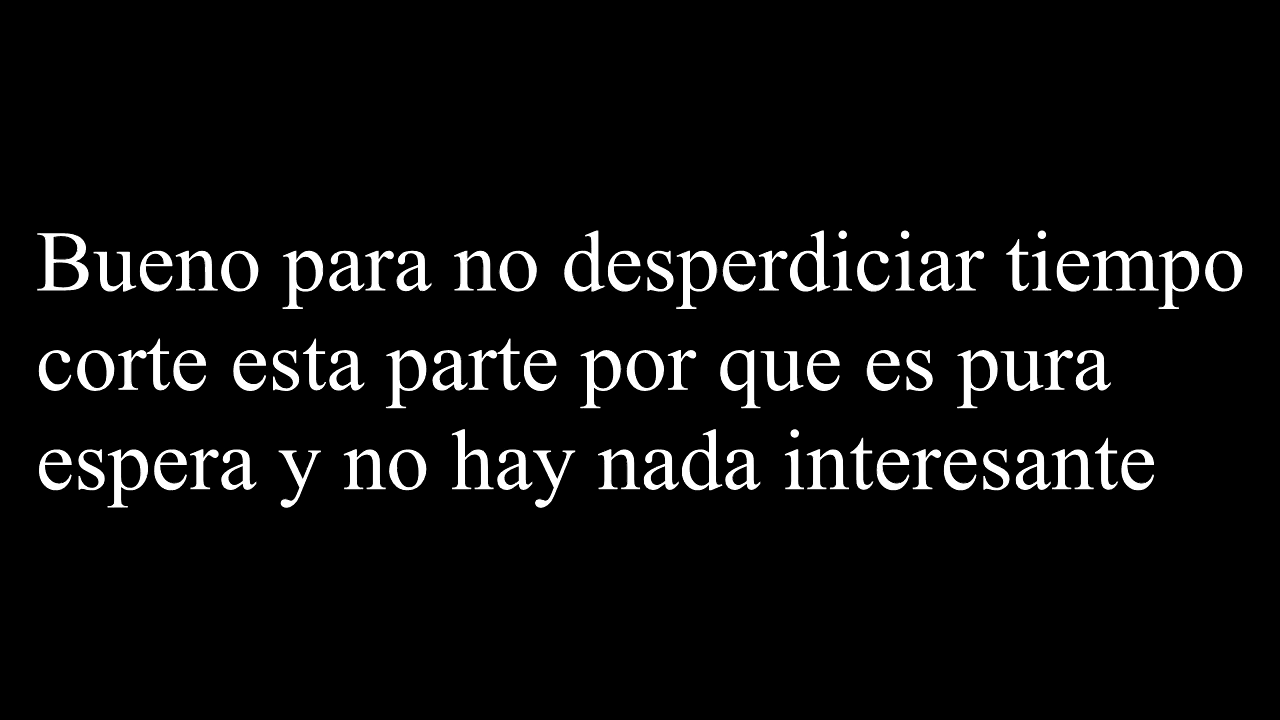 Bueno para no desperdiciar tiempo
corte esta parte por que es pura
espera y no hay nada interesante